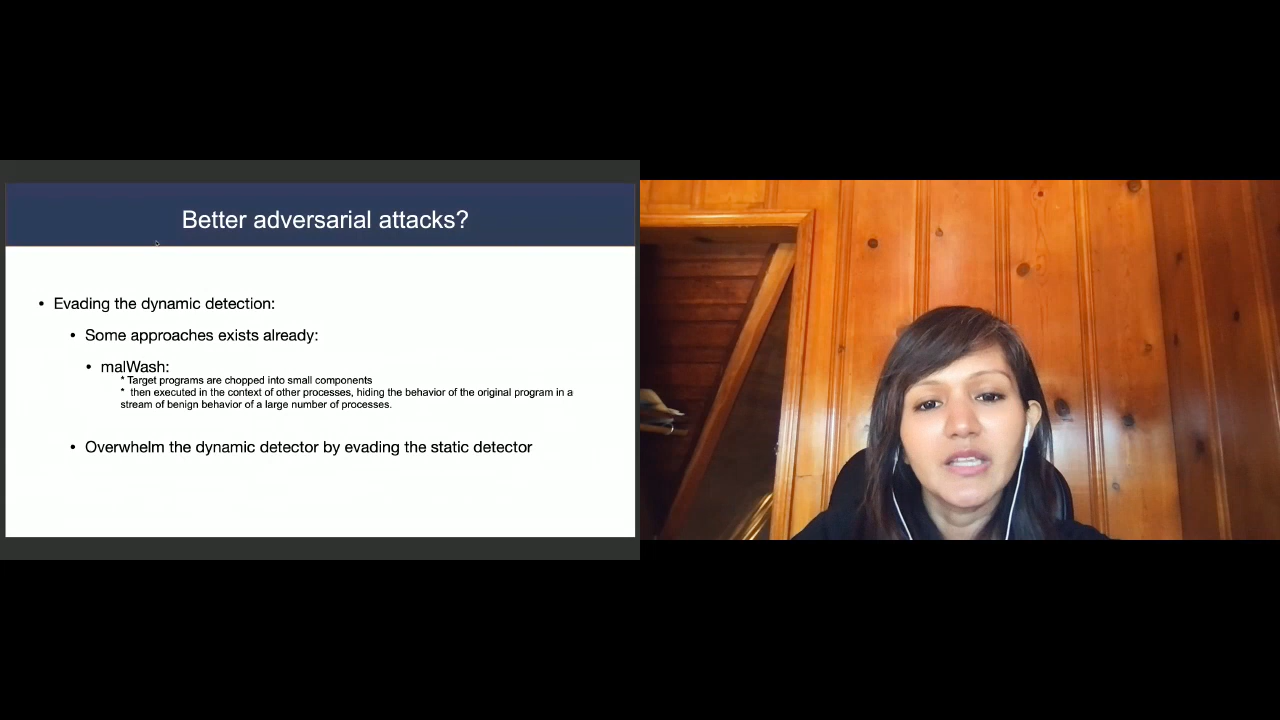 Better adversarial attacks?
• Evading the dynamic detection:
• Some approaches exists already:
• malWash:
* Target programs are chopped into small components
* then executed in the context of other processes, hiding the behavior of the original program in a
stream of benign behavior of a large number of processes.
• Overwhelm the dynamic detector by evading the static detector